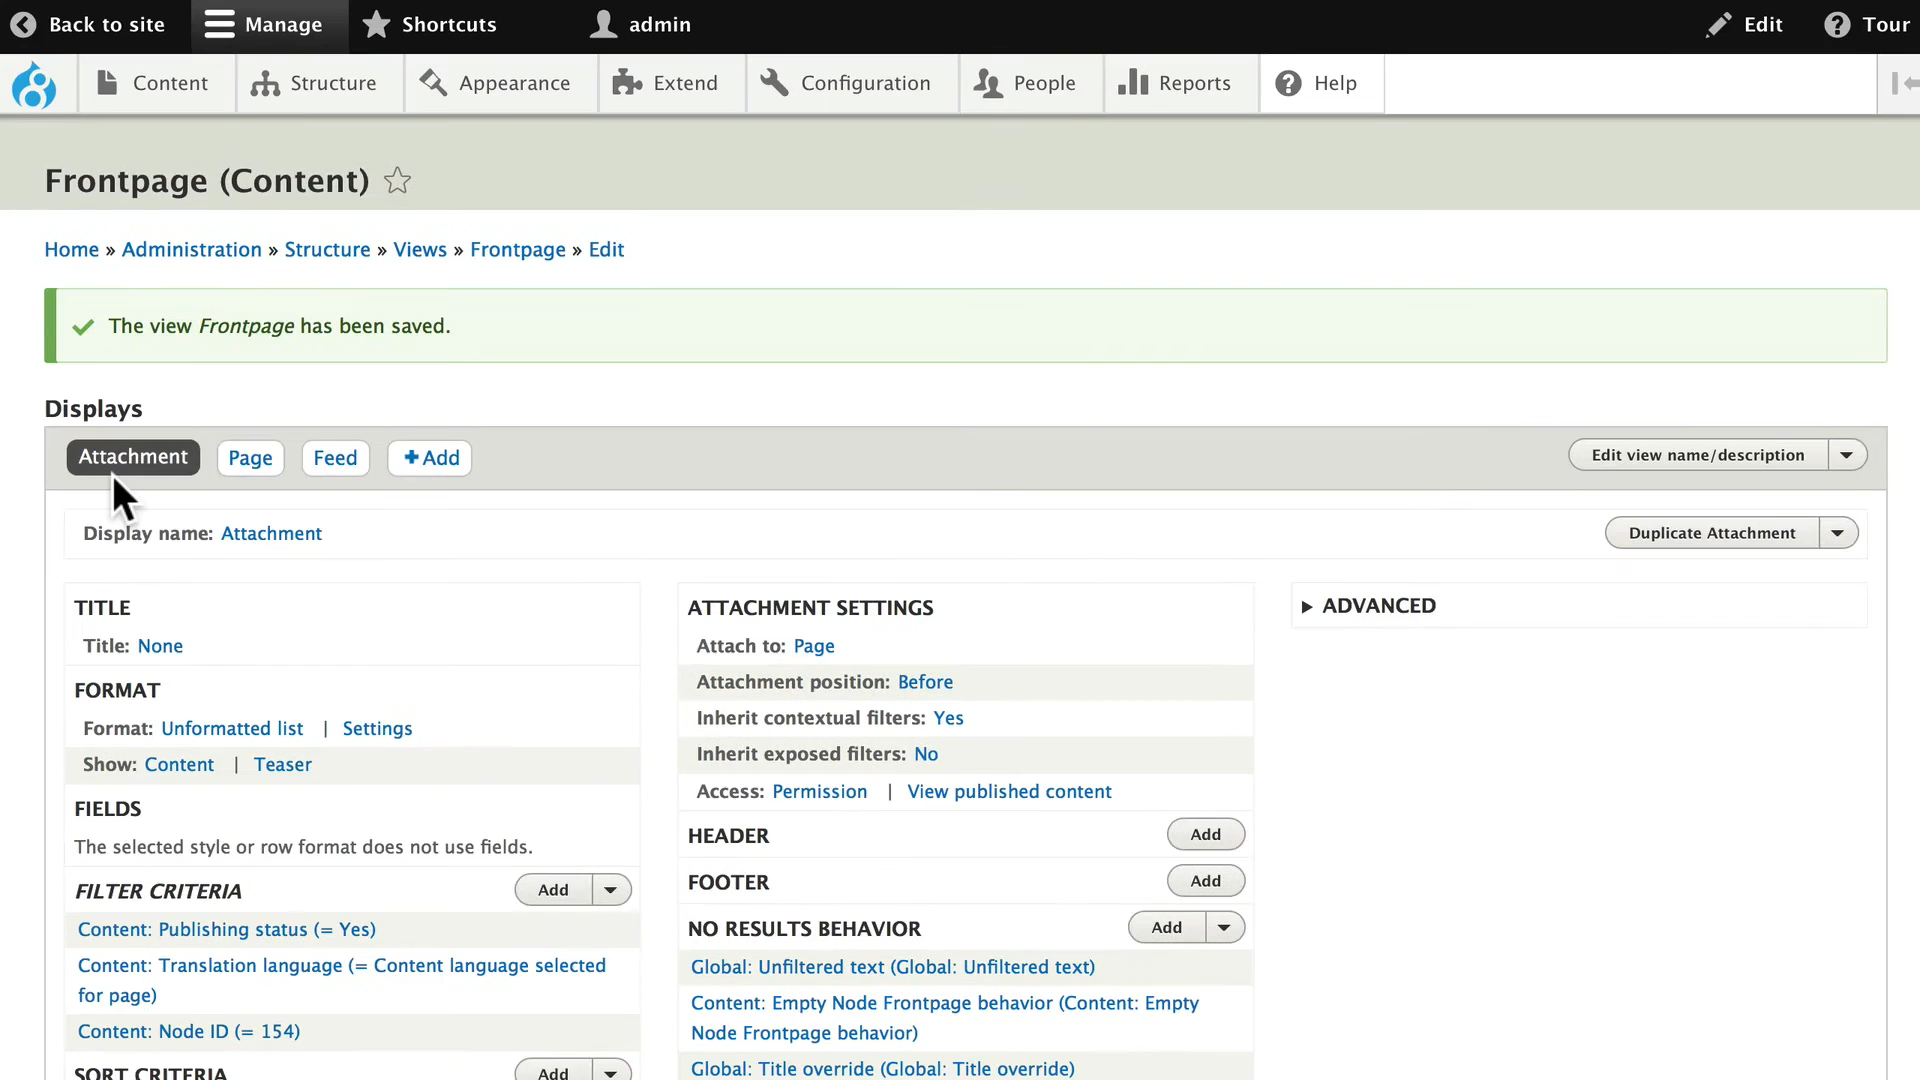 Back to site Manage Shortcuts admin Edit Tour
Content Structure Appearance Extend Configuration People Reports Help
Frontpage (Content)
Home » Administration » Structure » Views » Frontpage » Edit
The view Frontpage has been saved.
Displays
Attachment Page Feed +Add Edit view name/description
Display name: Attachment Duplicate Attachment
TITLE
Title: None
FORMAT
Format: Unformatted list | Settings
Show: Content | Teaser
FIELDS
The selected style or row format does not use fields.
FILTER CRITERIA Add
Content: Publishing status (= Yes)
Content: Translation language (= Content language selected
for page)
Content: Node ID (= 154)
SORT CRITERIA Add
ATTACHMENT SETTINGS
Attach to: Page
Attachment position: Before
Inherit contextual filters: Yes
Inherit exposed filters: No
Access: Permission | View published content
HEADER Add
FOOTER Add
NO RESULTS BEHAVIOR Add
Global: Unfiltered text (Global: Unfiltered text)
Content: Empty Node Frontpage behavior (Content: Empty
Node Frontpage behavior)
Global: Title override (Global: Title override)
ADVANCED